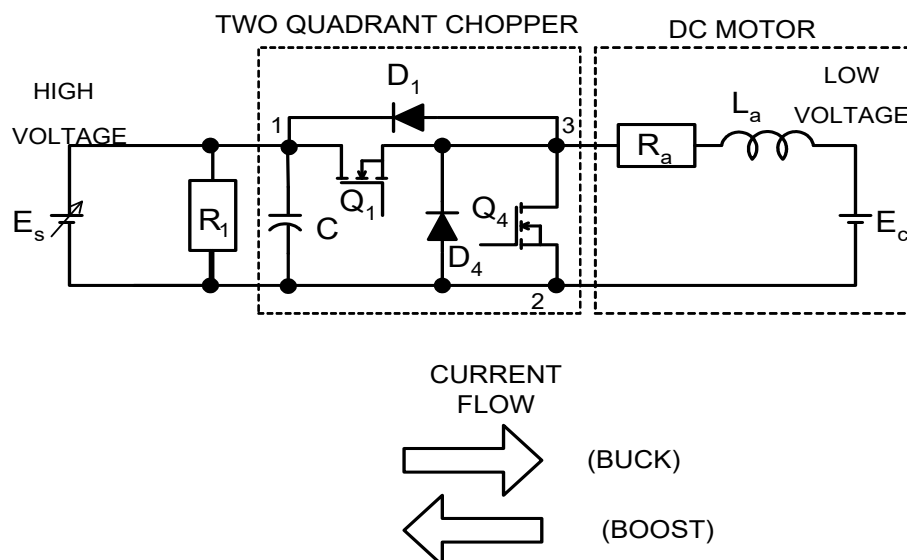 TWO QUADRANT CHOPPER
DC MOTOR
HIGH
VOLTAGE
D1
1
3
LOW
VOLTAGE
La
Ra
Es
R1
C
Q1
D4
Q4
2
Ec
CURRENT
FLOW
(BUCK)
(BOOST)